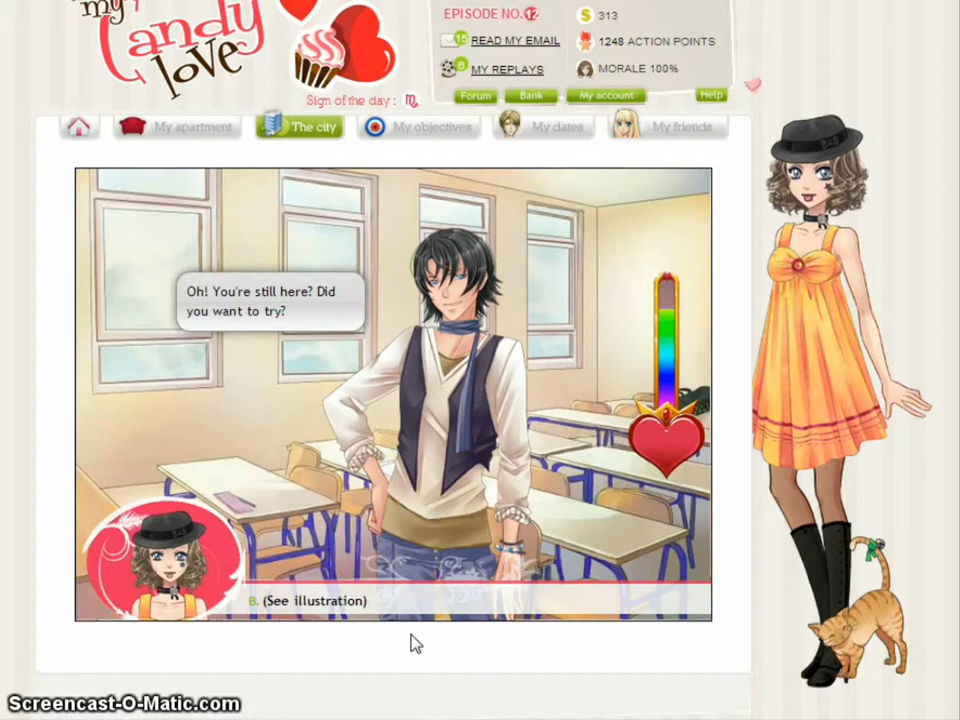 my
Candy
love
EPISODE NO.12
313
15 READ MY EMAIL
1248 ACTION POINTS
6 MY REPLAYS
MORALE 100%
Sign of the day : ♏
Forum
Bank
My account
Help
My apartment
The city
My objectives
My dates
My friends
Oh! You're still here? Did
you want to try?
B. (See illustration)
Screencast-O-Matic.com